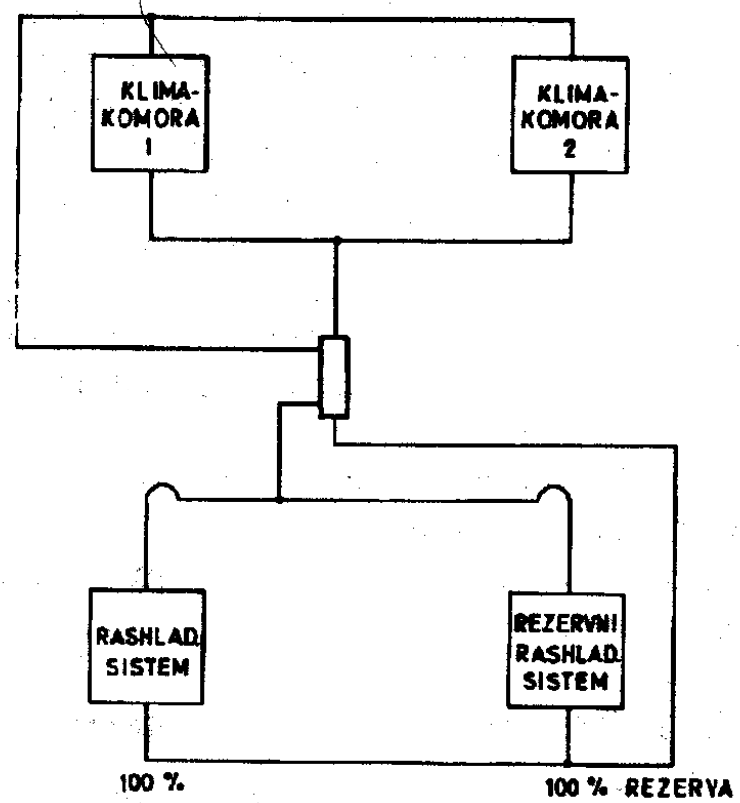 KLIMA-
KOMORA
1
KLIMA-
KOMORA
2
RASHLAD.
SISTEM
REZERVNI
RASHLAD.
SISTEM
100 %
100 % REZERVA